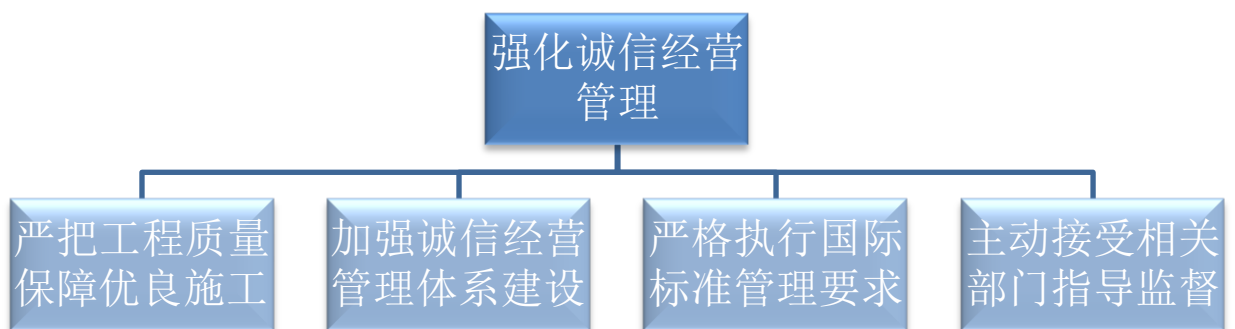 强化诚信经营
管理
严把工程质量
保障优良施工
加强诚信经营
管理体系建设
严格执行国际
标准管理要求
主动接受相关
部门指导监督